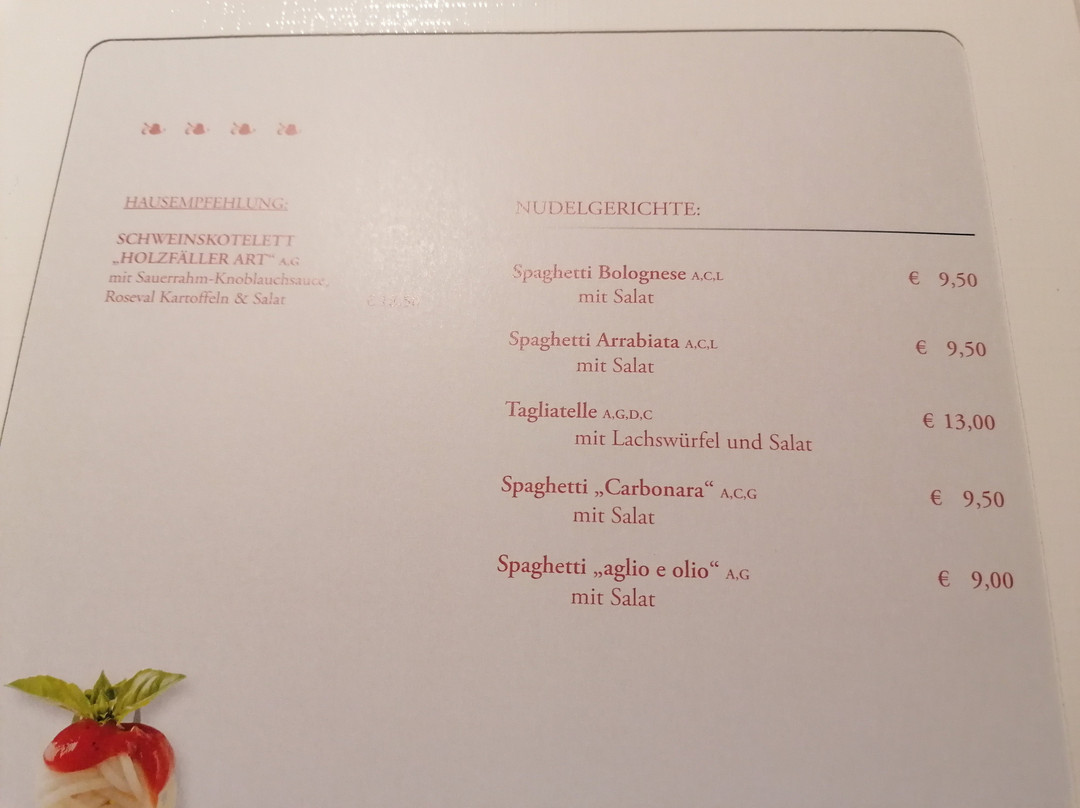 HAUSEMPFEHLUNG:
SCHWEINSKOTELETT
„HOLZFÄLLER ART“ A,G
mit Sauerrahm-Knoblauchsauce,
Roseval Kartoffeln & Salat
NUDELGERICHTE:
Spaghetti Bolognese A,C,L € 9,50
mit Salat
Spaghetti Arrabiata A,C,L € 9,50
mit Salat
Tagliatelle A,G,D,C € 13,00
mit Lachswürfel und Salat
Spaghetti „Carbonara“ A,C,G € 9,50
mit Salat
Spaghetti „aglio e olio“ A,G € 9,00
mit Salat